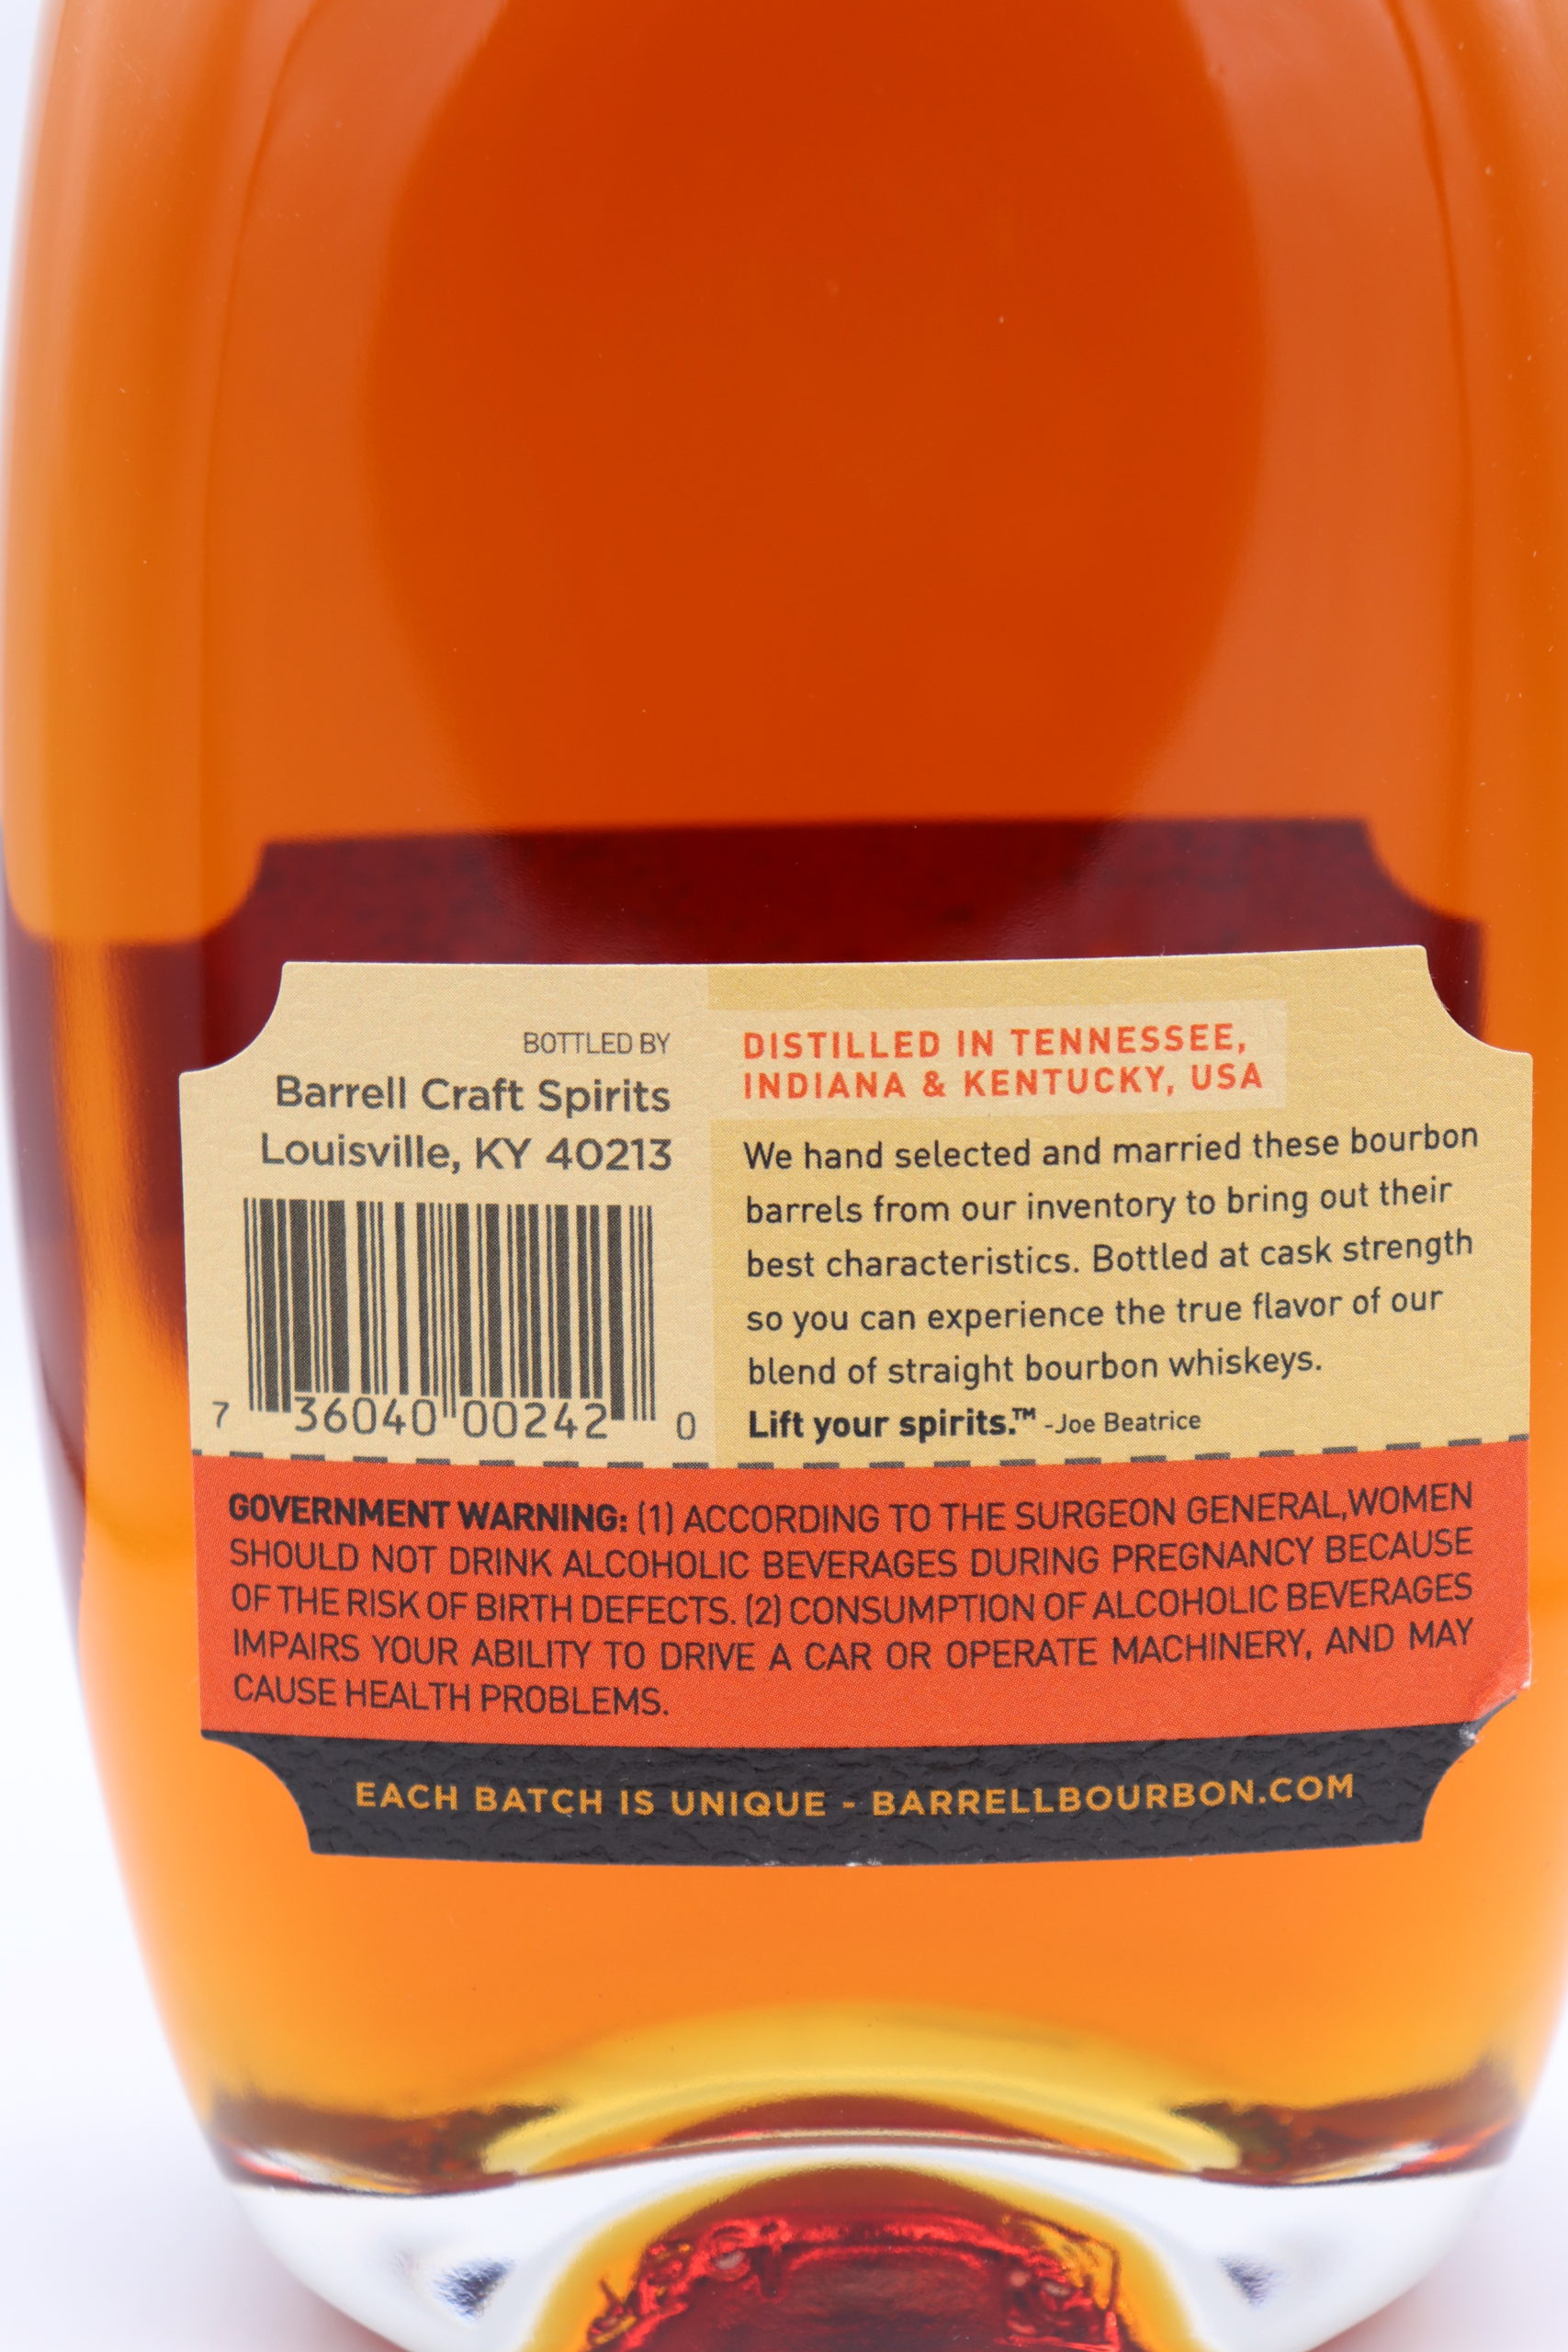 BOTTLED BY
Barrell Craft Spirits
Louisville, KY 40213
7 36040 00242 0
DISTILLED IN TENNESSEE,
INDIANA & KENTUCKY, USA
We hand selected and married these bourbon
barrels from our inventory to bring out their
best characteristics. Bottled at cask strength
so you can experience the true flavor of our
blend of straight bourbon whiskeys.
Lift your spirits.™ -Joe Beatrice
GOVERNMENT WARNING: (1) ACCORDING TO THE SURGEON GENERAL,WOMEN
SHOULD NOT DRINK ALCOHOLIC BEVERAGES DURING PREGNANCY BECAUSE
OF THE RISK OF BIRTH DEFECTS. (2) CONSUMPTION OF ALCOHOLIC BEVERAGES
IMPAIRS YOUR ABILITY TO DRIVE A CAR OR OPERATE MACHINERY, AND MAY
CAUSE HEALTH PROBLEMS.
EACH BATCH IS UNIQUE - BARRELLBOURBON.COM